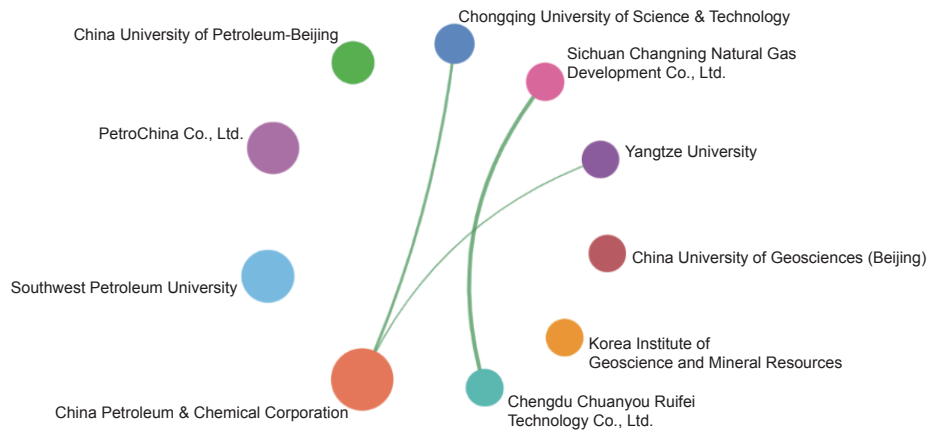 Chongqing University of Science & Technology
China University of Petroleum-Beijing
Sichuan Changning Natural Gas
Development Co., Ltd.
PetroChina Co., Ltd.
Yangtze University
China University of Geosciences (Beijing)
Southwest Petroleum University
Korea Institute of
Geoscience and Mineral Resources
China Petroleum & Chemical Corporation
Chengdu Chuanyou Ruifei
Technology Co., Ltd.